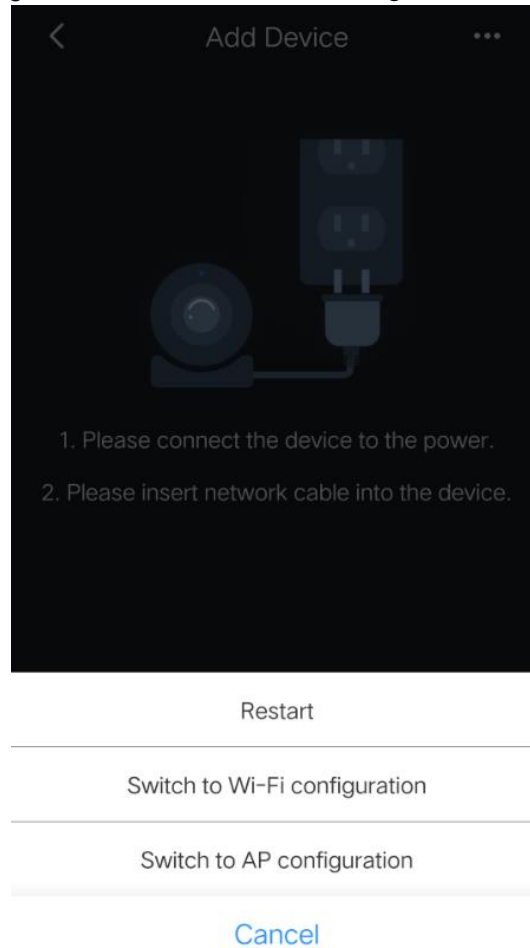 Add Device
1. Please connect the device to the power.
2. Please insert network cable into the device.
Restart
Switch to Wi-Fi configuration
Switch to AP configuration
Cancel